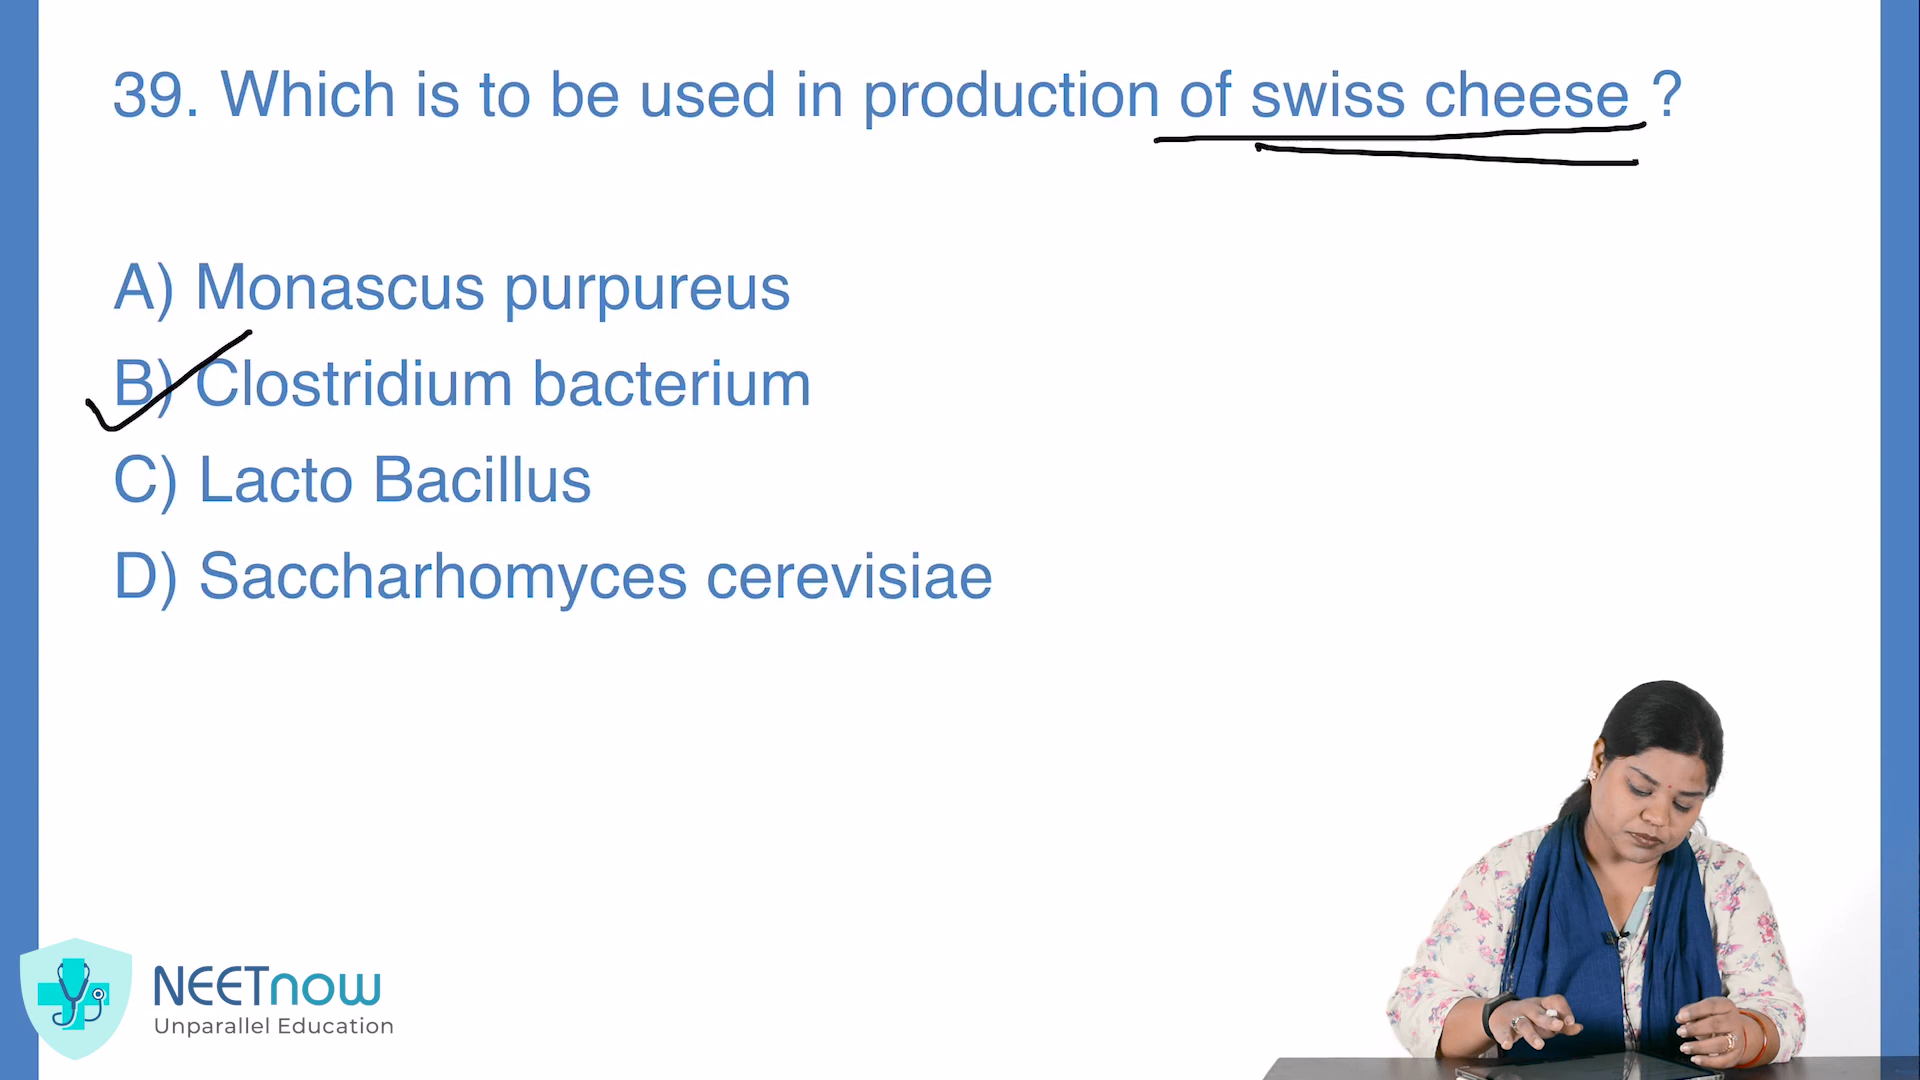 39. Which is to be used in production of swiss cheese ?
A) Monascus purpureus
B) Clostridium bacterium
C) Lacto Bacillus
D) Saccharhomyces cerevisiae
NEETnow
Unparallel Education